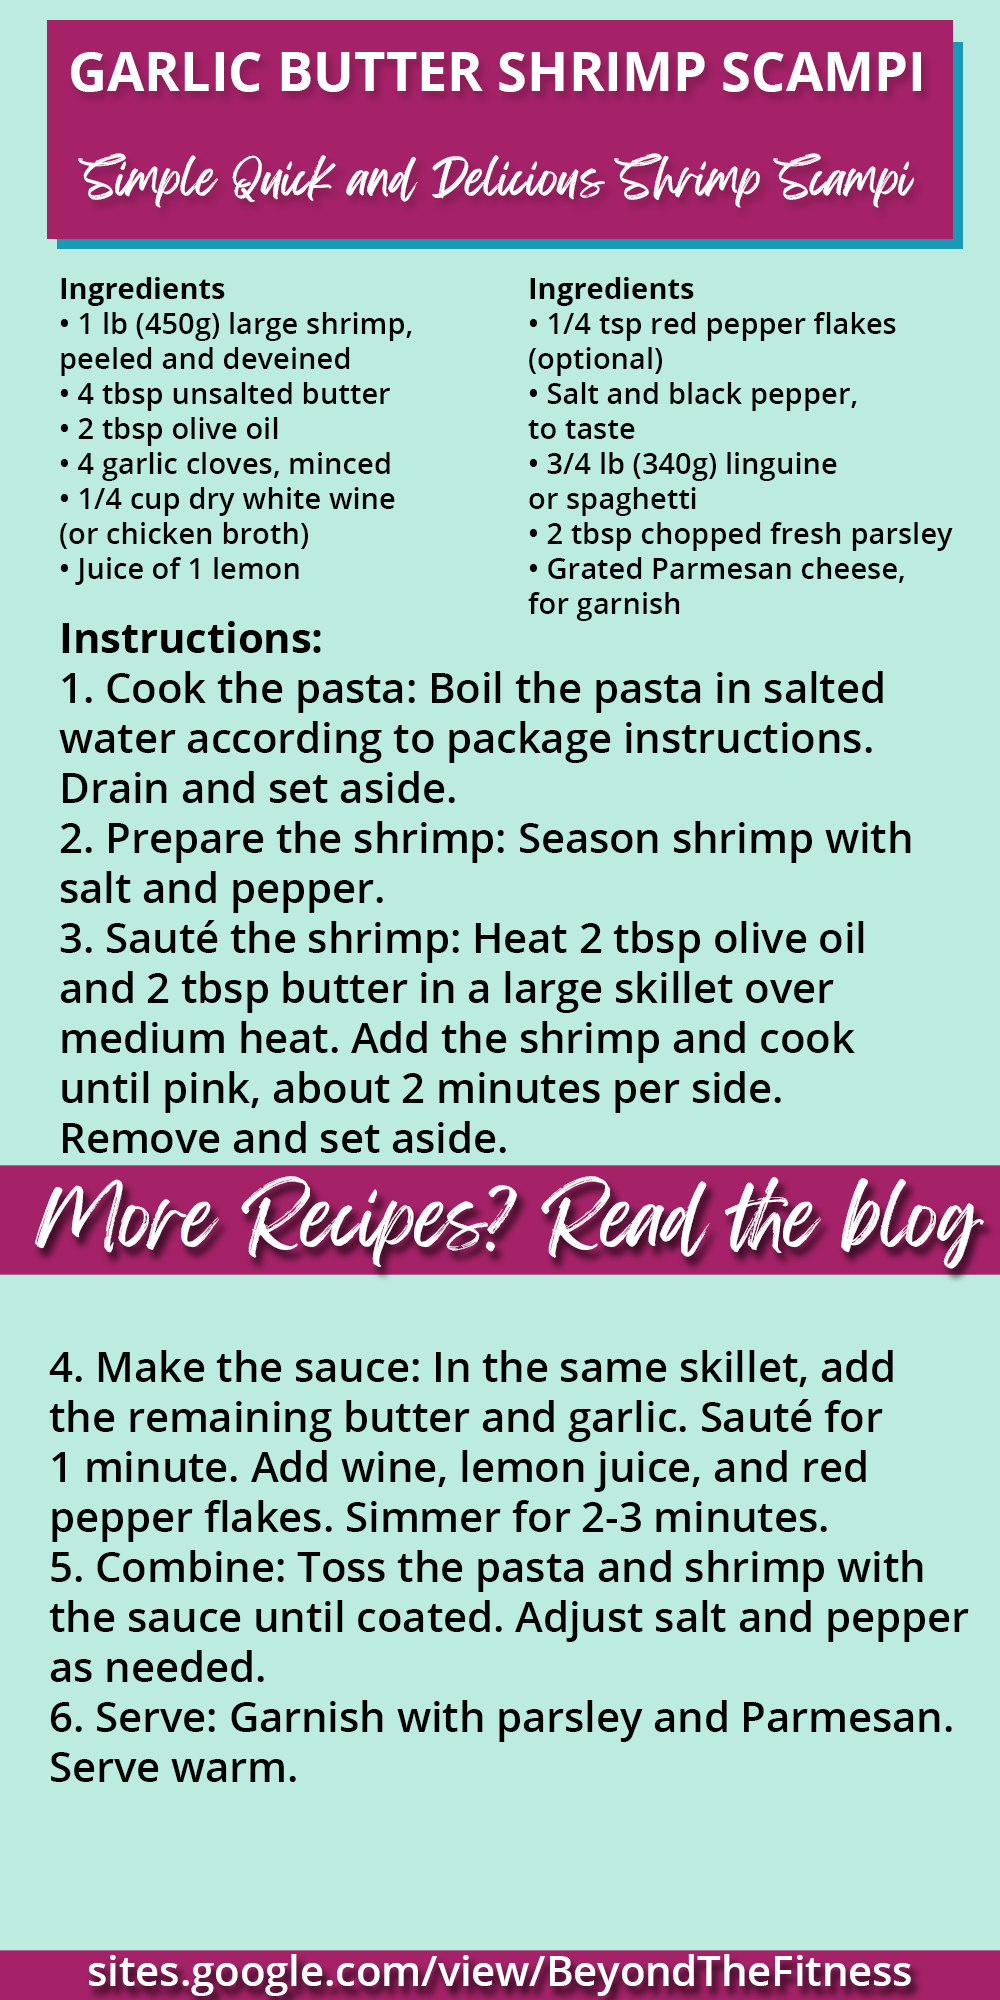 GARLIC BUTTER SHRIMP SCAMPI
Simple Quick and Delicious Shrimp Scampi
Ingredients
• 1 lb (450g) large shrimp,
peeled and deveined
• 4 tbsp unsalted butter
• 2 tbsp olive oil
• 4 garlic cloves, minced
• 1/4 cup dry white wine
(or chicken broth)
• Juice of 1 lemon
Ingredients
• 1/4 tsp red pepper flakes
(optional)
• Salt and black pepper,
to taste
• 3/4 lb (340g) linguine
or spaghetti
• 2 tbsp chopped fresh parsley
• Grated Parmesan cheese,
for garnish
Instructions:
1. Cook the pasta: Boil the pasta in salted
water according to package instructions.
Drain and set aside.
2. Prepare the shrimp: Season shrimp with
salt and pepper.
3. Sauté the shrimp: Heat 2 tbsp olive oil
and 2 tbsp butter in a large skillet over
medium heat. Add the shrimp and cook
until pink, about 2 minutes per side.
Remove and set aside.
More Recipes? Read the blog
4. Make the sauce: In the same skillet, add
the remaining butter and garlic. Sauté for
1 minute. Add wine, lemon juice, and red
pepper flakes. Simmer for 2-3 minutes.
5. Combine: Toss the pasta and shrimp with
the sauce until coated. Adjust salt and pepper
as needed.
6. Serve: Garnish with parsley and Parmesan.
Serve warm.
sites.google.com/view/BeyondTheFitness